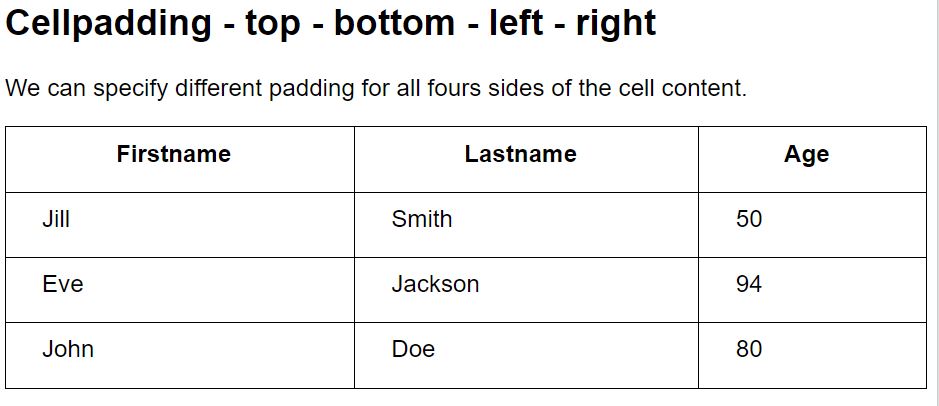 Cellpadding - top - bottom - left - right
We can specify different padding for all fours sides of the cell content.
Firstname Lastname Age
Jill Smith 50
Eve Jackson 94
John Doe 80